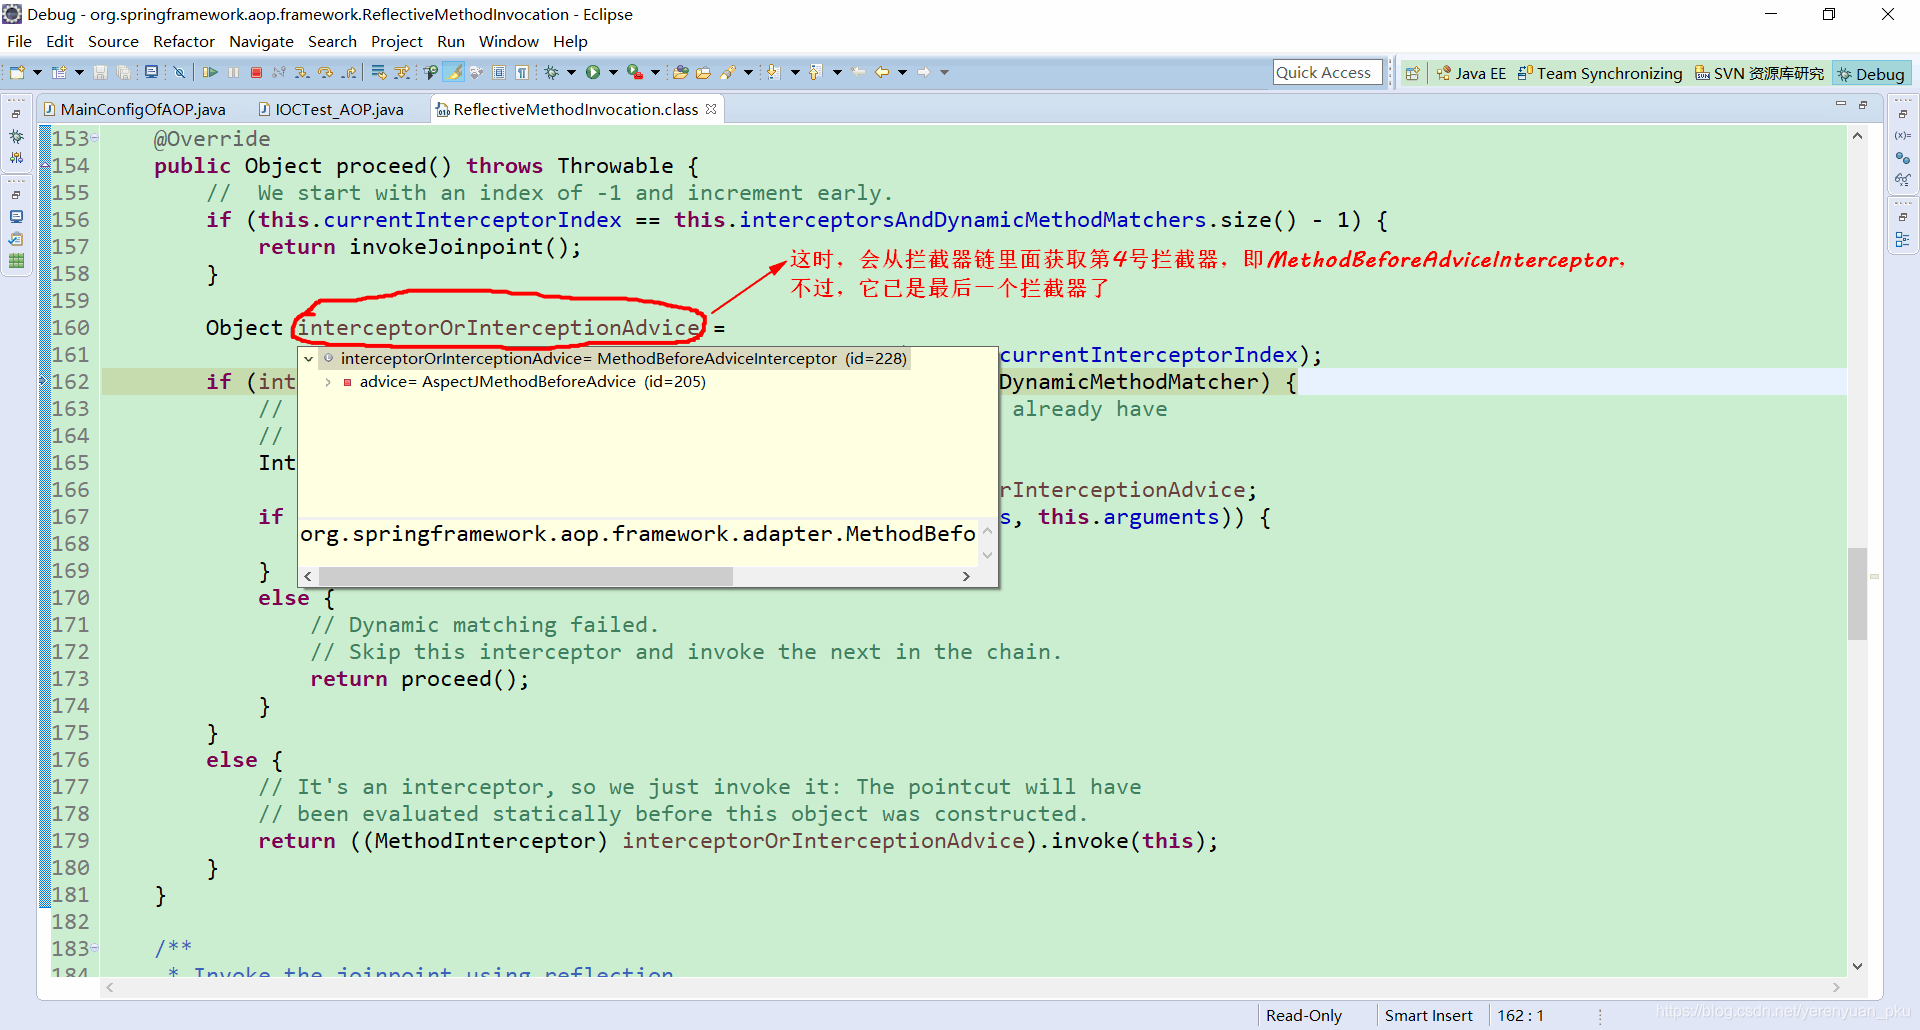 Debug - org.springframework.aop.framework.ReflectiveMethodInvocation - Eclipse
File Edit Source Refactor Navigate Search Project Run Window Help
Quick Access Java EE Team Synchronizing SVN 资源库研究 Debug
MainConfigOfAOP.java IOCTest_AOP.java ReflectiveMethodInvocation.class
153 @Override
154 public Object proceed() throws Throwable {
155 // We start with an index of -1 and increment early.
156 if (this.currentInterceptorIndex == this.interceptorsAndDynamicMethodMatchers.size() - 1) {
157 return invokeJoinpoint();
这时，会从拦截器链里面获取第4号拦截器，即MethodBeforeAdviceInterceptor，
158 }
不过，它已是最后一个拦截器了
159
160 Object interceptorOrInterceptionAdvice =
161 currentInterceptorIndex);
interceptorOrInterceptionAdvice= MethodBeforeAdviceInterceptor (id=228)
162 if (int DynamicMethodMatcher) {
advice= AspectJMethodBeforeAdvice (id=205)
163 // already have
164 //
165 Int
166 rInterceptionAdvice;
167 if s, this.arguments)) {
168
org.springframework.aop.framework.adapter.MethodBefo
169 }
170 else {
171 // Dynamic matching failed.
172 // Skip this interceptor and invoke the next in the chain.
173 return proceed();
174 }
175 }
176 else {
177 // It's an interceptor, so we just invoke it: The pointcut will have
178 // been evaluated statically before this object was constructed.
179 return ((MethodInterceptor) interceptorOrInterceptionAdvice).invoke(this);
180 }
181 }
182
183 /**
184 * Invoke the joinpoint using reflection
Read-Only Smart Insert 162 : 1
https://blog.csdn.net/yerenyuan_pku